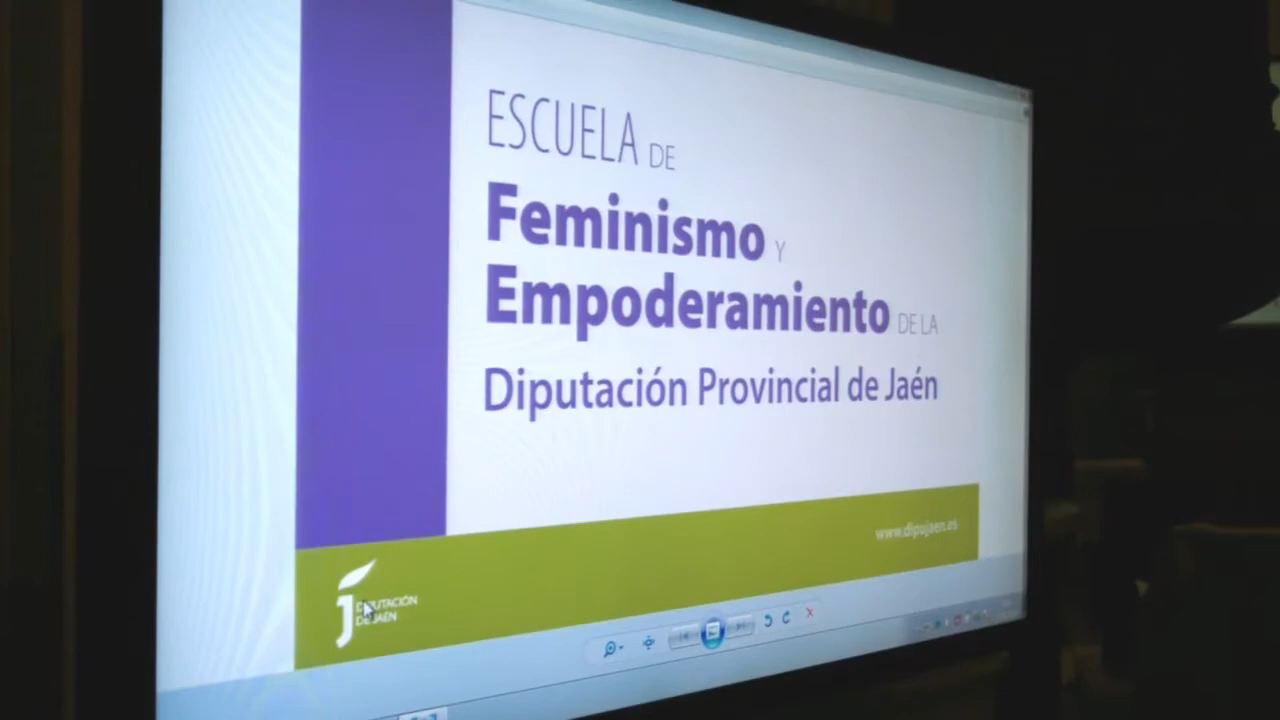 ESCUELA DE
Feminismo Y
Empoderamiento DE LA
Diputación Provincial de Jaén
www.dipujaen.es
DIPUTACIÓN
DE JAÉN